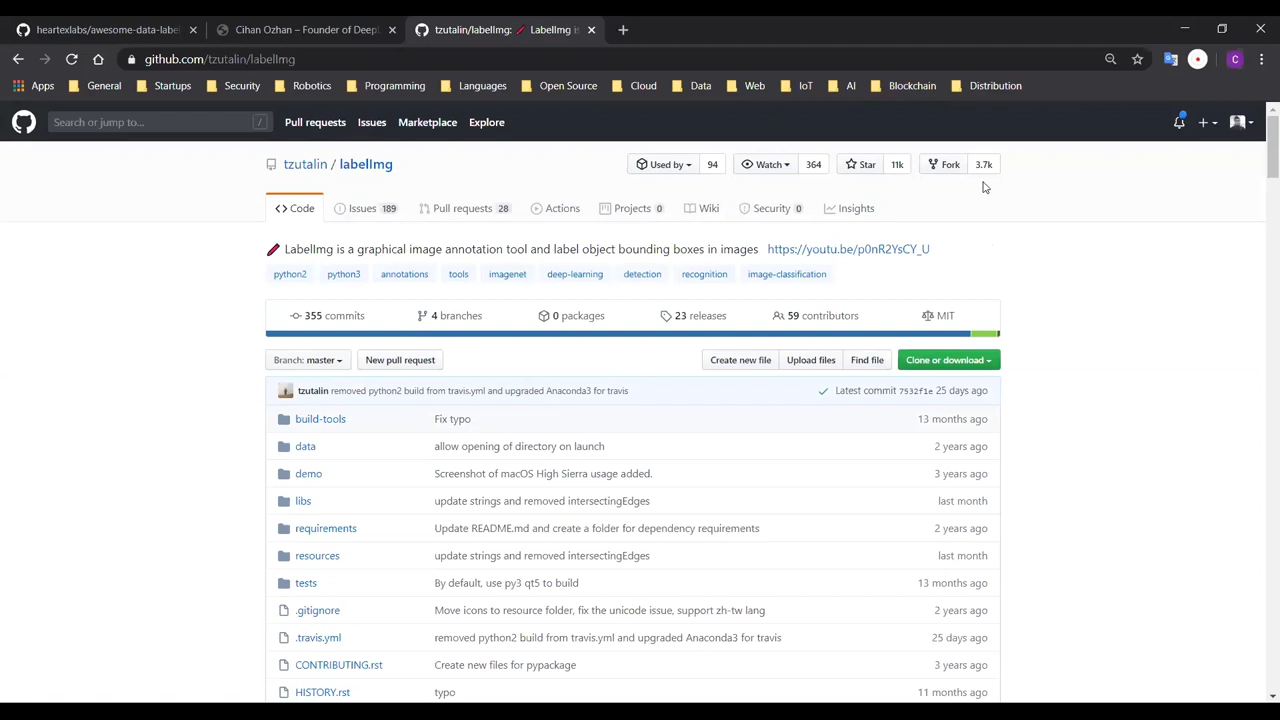 heartexlabs/awesome-data-label
Cihan Ozhan – Founder of DeepL
tzutalin/labelImg: LabelImg is
github.com/tzutalin/labelImg
C
Apps General Startups Security Robotics Programming Languages Open Source Cloud Data Web IoT AI Blockchain Distribution
Search or jump to... /
Pull requests Issues Marketplace Explore
tzutalin / labelImg
Used by 94 Watch 364 Star 11k Fork 3.7k
Code Issues 189 Pull requests 28 Actions Projects 0 Wiki Security 0 Insights
LabelImg is a graphical image annotation tool and label object bounding boxes in images https://youtu.be/p0nR2YsCY_U
python2 python3 annotations tools imagenet deep-learning detection recognition image-classification
355 commits 4 branches 0 packages 23 releases 59 contributors MIT
Branch: master New pull request Create new file Upload files Find file Clone or download
tzutalin removed python2 build from travis.yml and upgraded Anaconda3 for travis Latest commit 7532f1e 25 days ago
build-tools Fix typo 13 months ago
data allow opening of directory on launch 2 years ago
demo Screenshot of macOS High Sierra usage added. 3 years ago
libs update strings and removed intersectingEdges last month
requirements Update README.md and create a folder for dependency requirements 2 years ago
resources update strings and removed intersectingEdges last month
tests By default, use py3 qt5 to build 13 months ago
.gitignore Move icons to resource folder, fix the unicode issue, support zh-tw lang 2 years ago
.travis.yml removed python2 build from travis.yml and upgraded Anaconda3 for travis 25 days ago
CONTRIBUTING.rst Create new files for pypackage 3 years ago
HISTORY.rst typo 11 months ago